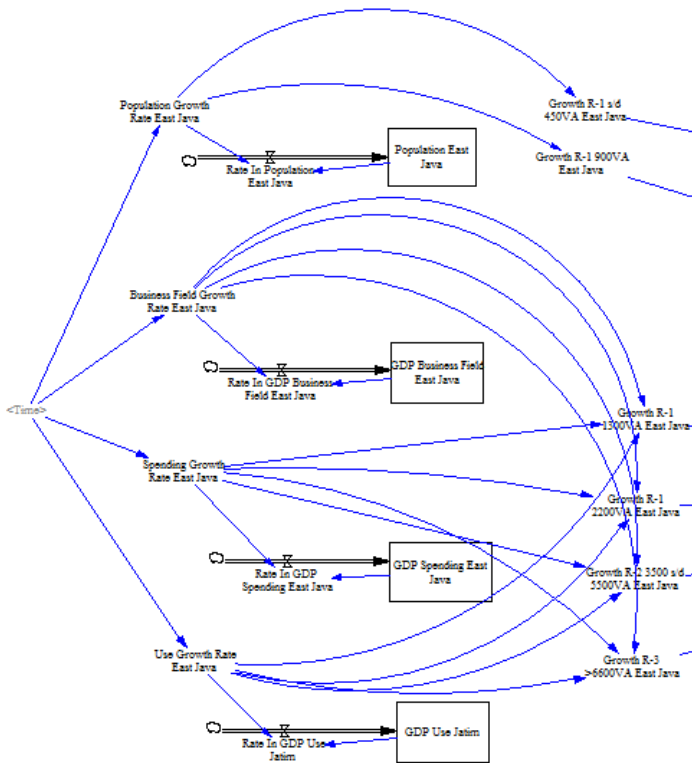 Population Growth
Rate East Java
Growth R-1 s/d
450VA East Java
Population East
Java
Growth R-1 900VA
East Java
Rate In Population
East Java
Business Field Growth
Rate East Java
GDP Business Field
East Java
Rate In GDP Business
Field East Java
<Time>
Growth R-1
1300VA East Java
Spending Growth
Rate East Java
Growth R-1
2200VA East Java
GDP Spending East
Java
Rate In GDP
Spending East Java
Growth R-2 3500 s/d
5500VA East Java
Use Growth Rate
East Java
Growth R-3
>6600VA East Java
GDP Use Jatim
Rate In GDP Use
Jatim